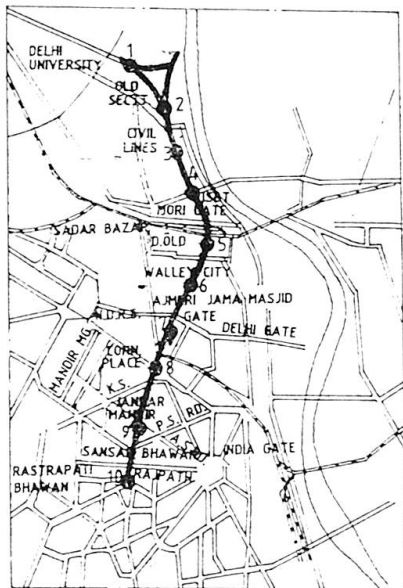 1
DELHI
UNIVERSITY
OLD
SECTT
2
CIVIL
LINES
3
4
ISBT
MORI GATE
SADAR BAZAR
D.OLD
5
WALLEY CITY
6
AJMERI JAMA MASJID
GATE
DELHI GATE
N.D.R.S.
MANDIR MG.
CORN
PLACE
8
K.S.
JANTAR
MANTER
P.S. RD.
9
SANSAD BHAWAN
INDIA GATE
RASTRAPATI
BHAWAN
10
RAJPATH